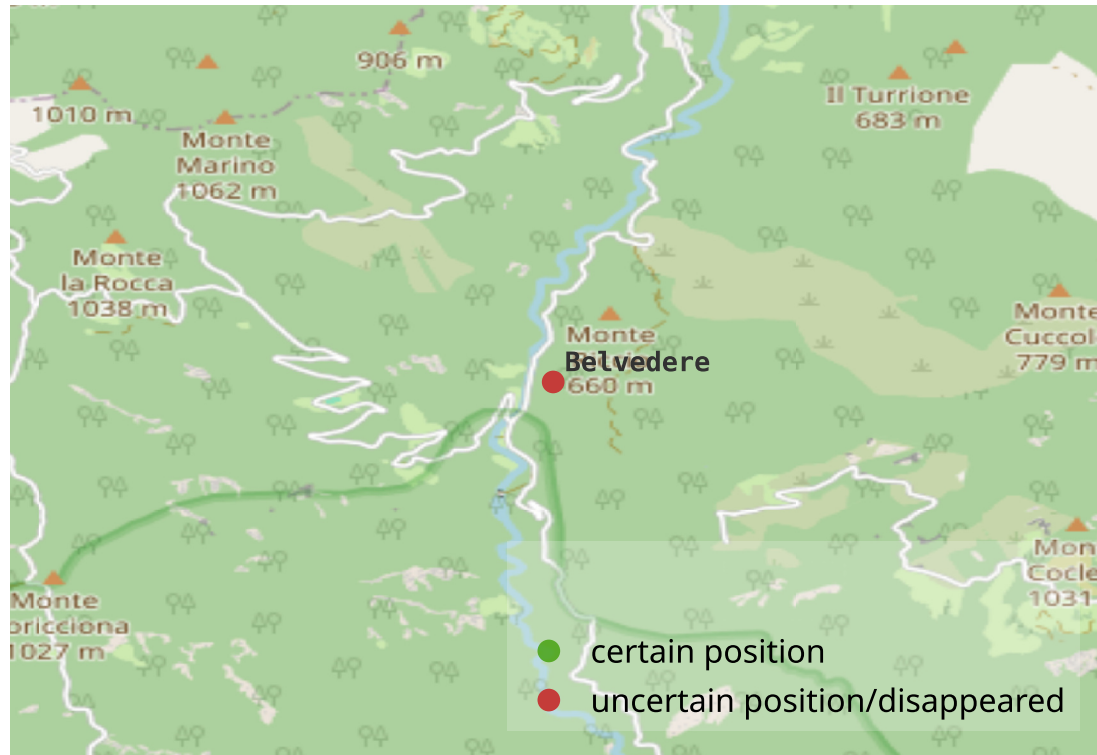 906 m
1010 m
Il Turrione
683 m
Monte
Marino
1062 m
Monte
la Rocca
1038 m
Monte
Cuccol
779 m
Monte
Belvedere
660 m
Mon
Cocle
1031
Monte
oricciona
1027 m
certain position
uncertain position/disappeared